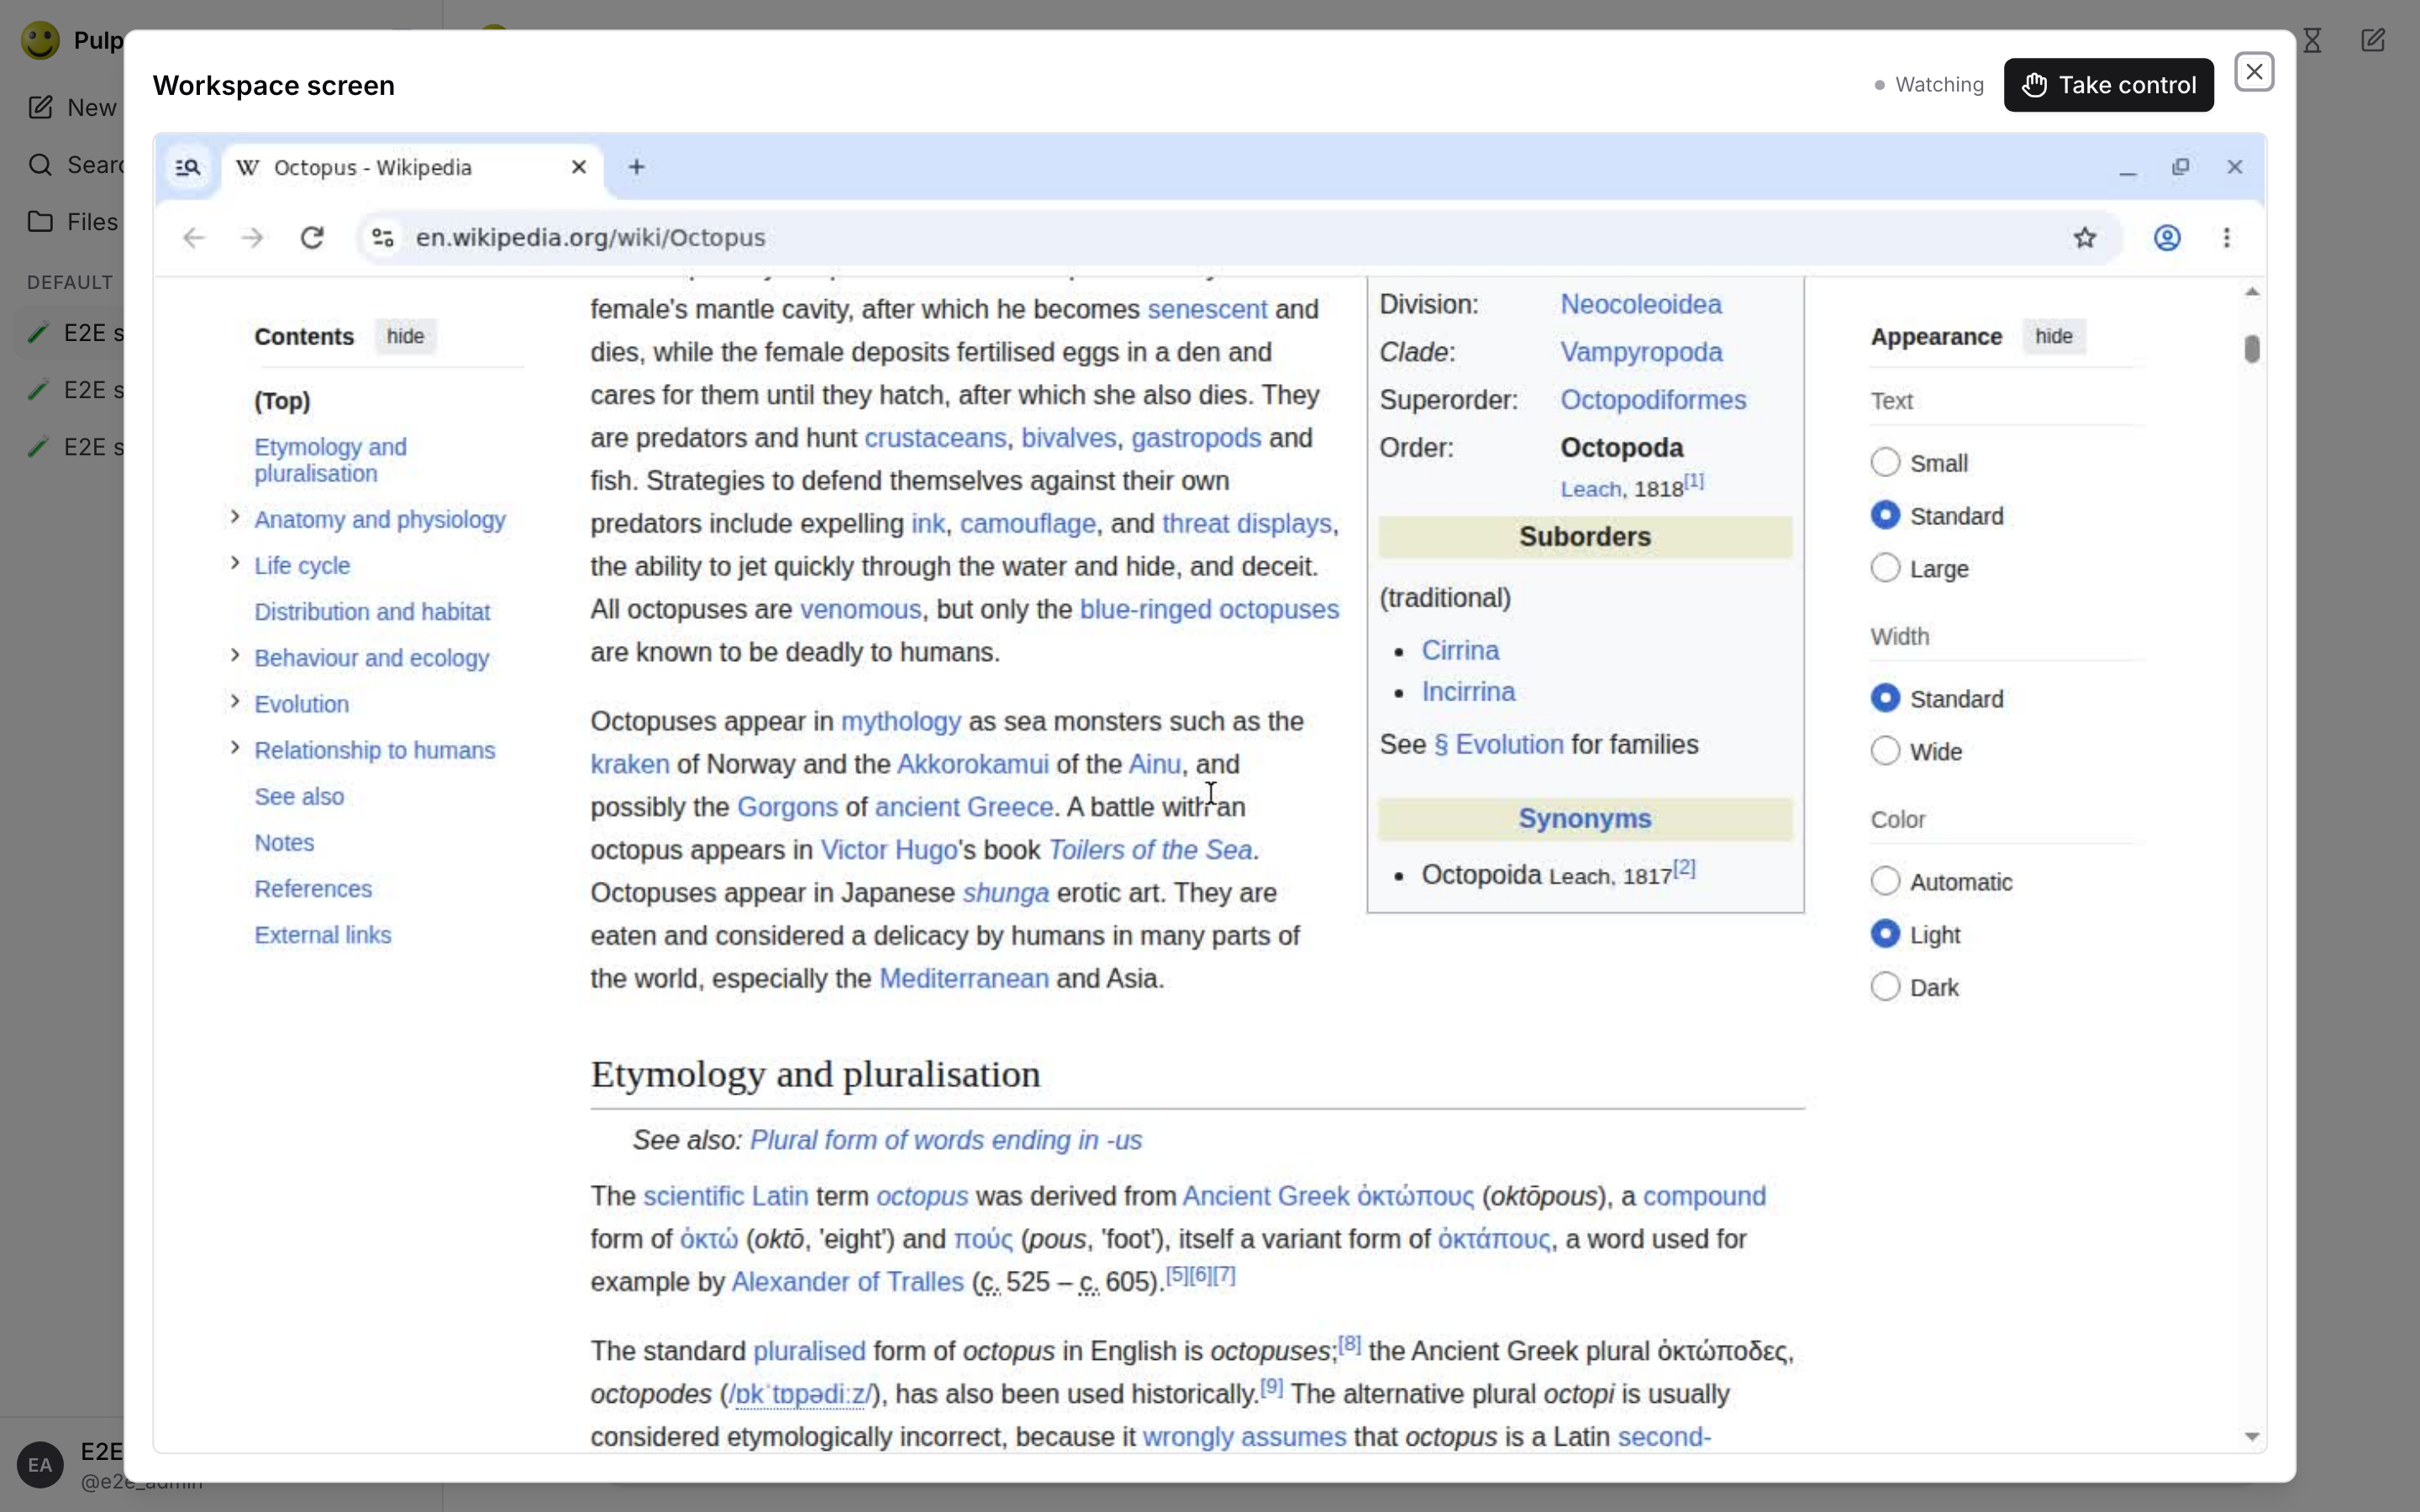 Pulp
New
Searc
Files
DEFAULT
E2E s
E2E s
E2E s
EA
E2E
@e2e_admin
Workspace screen
Watching
Take control
Octopus - Wikipedia
en.wikipedia.org/wiki/Octopus
Contents hide
(Top)
Etymology and
pluralisation
Anatomy and physiology
Life cycle
Distribution and habitat
Behaviour and ecology
Evolution
Relationship to humans
See also
Notes
References
External links
female's mantle cavity, after which he becomes senescent and
dies, while the female deposits fertilised eggs in a den and
cares for them until they hatch, after which she also dies. They
are predators and hunt crustaceans, bivalves, gastropods and
fish. Strategies to defend themselves against their own
predators include expelling ink, camouflage, and threat displays,
the ability to jet quickly through the water and hide, and deceit.
All octopuses are venomous, but only the blue-ringed octopuses
are known to be deadly to humans.
Octopuses appear in mythology as sea monsters such as the
kraken of Norway and the Akkorokamui of the Ainu, and
possibly the Gorgons of ancient Greece. A battle with an
octopus appears in Victor Hugo's book Toilers of the Sea.
Octopuses appear in Japanese shunga erotic art. They are
eaten and considered a delicacy by humans in many parts of
the world, especially the Mediterranean and Asia.
Division: Neocoleoidea
Clade: Vampyropoda
Superorder: Octopodiformes
Order: Octopoda
Leach, 1818[1]
Suborders
(traditional)
• Cirrina
• Incirrina
See § Evolution for families
Synonyms
• Octopoida Leach, 1817[2]
Etymology and pluralisation
See also: Plural form of words ending in -us
The scientific Latin term octopus was derived from Ancient Greek ὀκτώπους (oktōpous), a compound
form of ὀκτώ (oktō, 'eight') and πούς (pous, 'foot'), itself a variant form of ὀκτάπους, a word used for
example by Alexander of Tralles (c. 525 – c. 605).[5][6][7]
The standard pluralised form of octopus in English is octopuses;[8] the Ancient Greek plural ὀκτώποδες,
octopodes (/ɒkˈtɒpədiːz/), has also been used historically.[9] The alternative plural octopi is usually
considered etymologically incorrect, because it wrongly assumes that octopus is a Latin second-
Appearance hide
Text
Small
Standard
Large
Width
Standard
Wide
Color
Automatic
Light
Dark